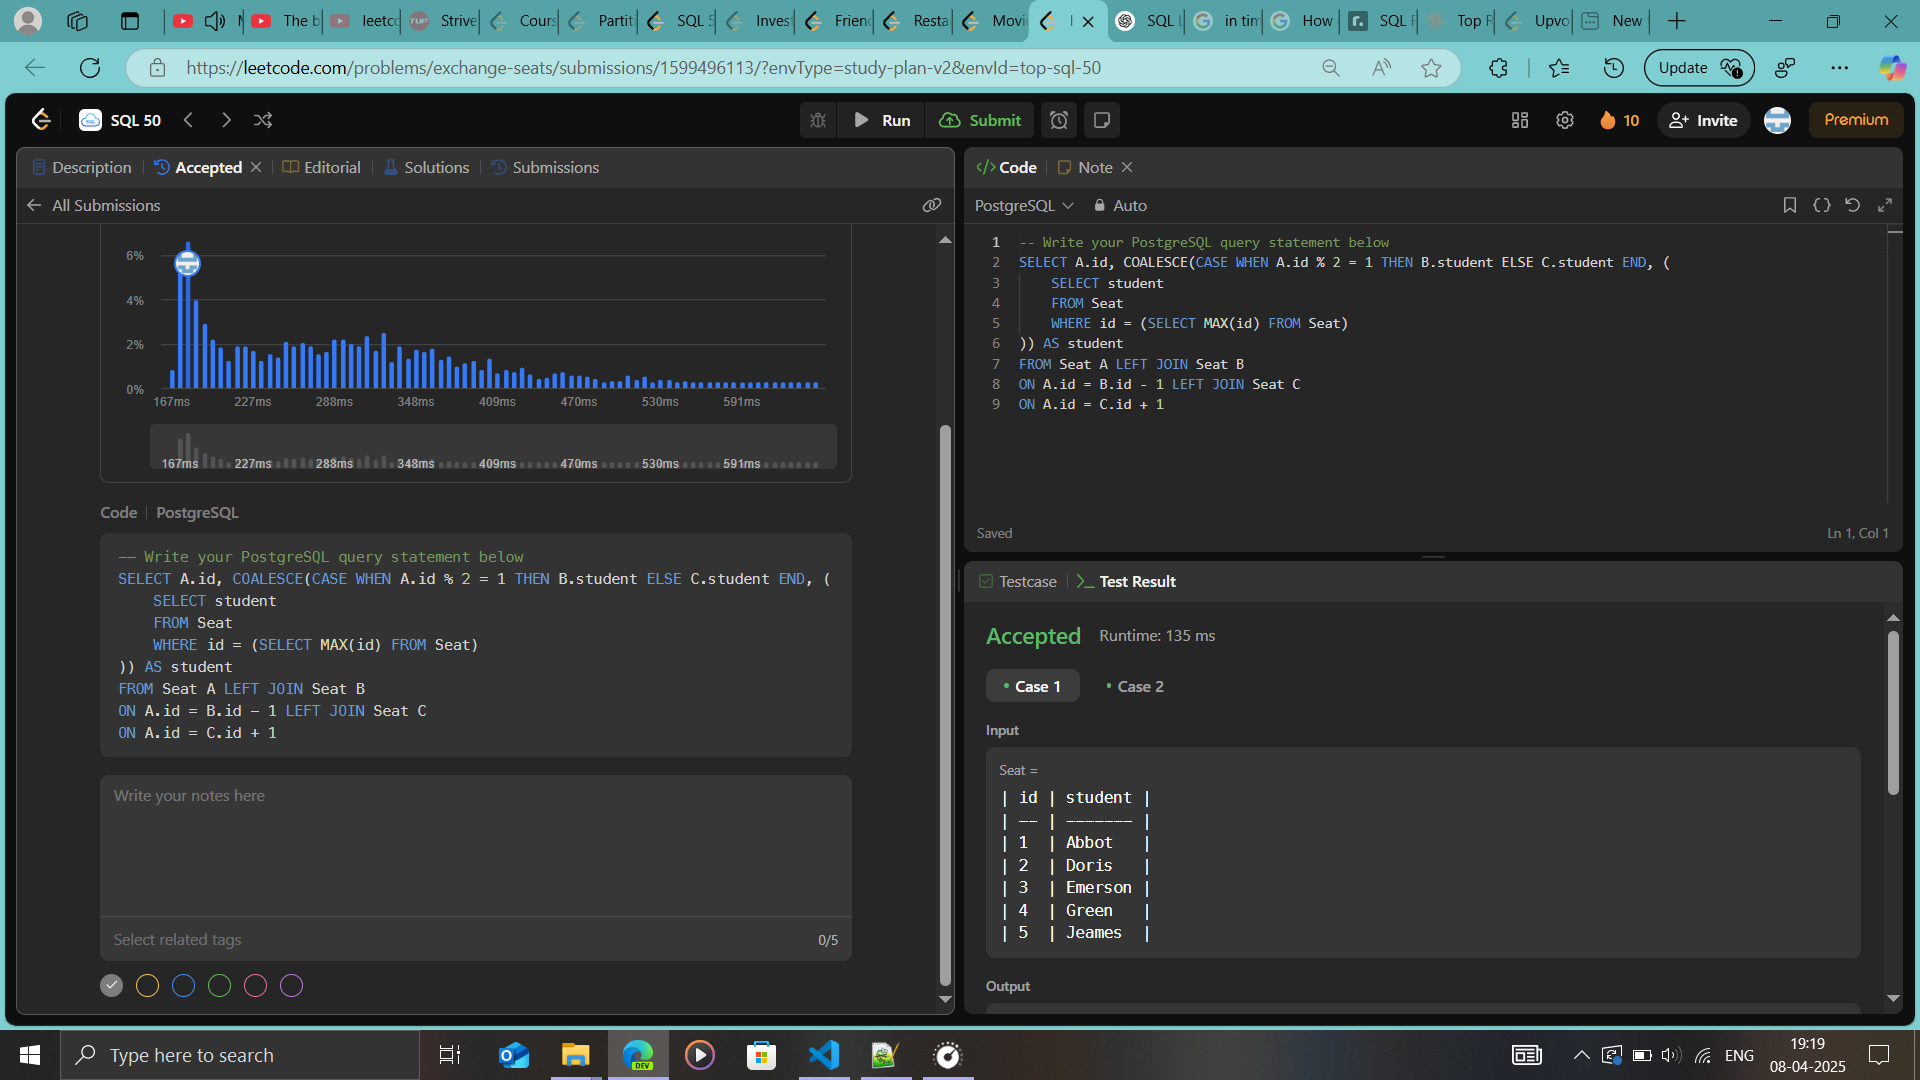 The b
leetc
Strive
Cours
Partiti
SQL 5
Invest
Frienc
Resta
Movi
SQL L
in tim
How
SQL F
Top R
Upvo
New
https://leetcode.com/problems/exchange-seats/submissions/1599496113/?envType=study-plan-v2&envId=top-sql-50
Update
SQL 50
Run
Submit
10
Invite
Premium
Description
Accepted
Editorial
Solutions
Submissions
All Submissions
6%
4%
2%
0%
167ms 227ms 288ms 348ms 409ms 470ms 530ms 591ms
167ms 227ms 288ms 348ms 409ms 470ms 530ms 591ms
Code | PostgreSQL
-- Write your PostgreSQL query statement below
SELECT A.id, COALESCE(CASE WHEN A.id % 2 = 1 THEN B.student ELSE C.student END, (
SELECT student
FROM Seat
WHERE id = (SELECT MAX(id) FROM Seat)
)) AS student
FROM Seat A LEFT JOIN Seat B
ON A.id = B.id - 1 LEFT JOIN Seat C
ON A.id = C.id + 1
Write your notes here
Select related tags
0/5
</> Code
Note
PostgreSQL
Auto
1 -- Write your PostgreSQL query statement below
2 SELECT A.id, COALESCE(CASE WHEN A.id % 2 = 1 THEN B.student ELSE C.student END, (
3 SELECT student
4 FROM Seat
5 WHERE id = (SELECT MAX(id) FROM Seat)
6 )) AS student
7 FROM Seat A LEFT JOIN Seat B
8 ON A.id = B.id - 1 LEFT JOIN Seat C
9 ON A.id = C.id + 1
Saved
Ln 1, Col 1
Testcase
Test Result
Accepted Runtime: 135 ms
Case 1
Case 2
Input
Seat =
| id | student |
| -- | ------- |
| 1 | Abbot |
| 2 | Doris |
| 3 | Emerson |
| 4 | Green |
| 5 | Jeames |
Output
Type here to search
DEV
ENG
19:19
08-04-2025